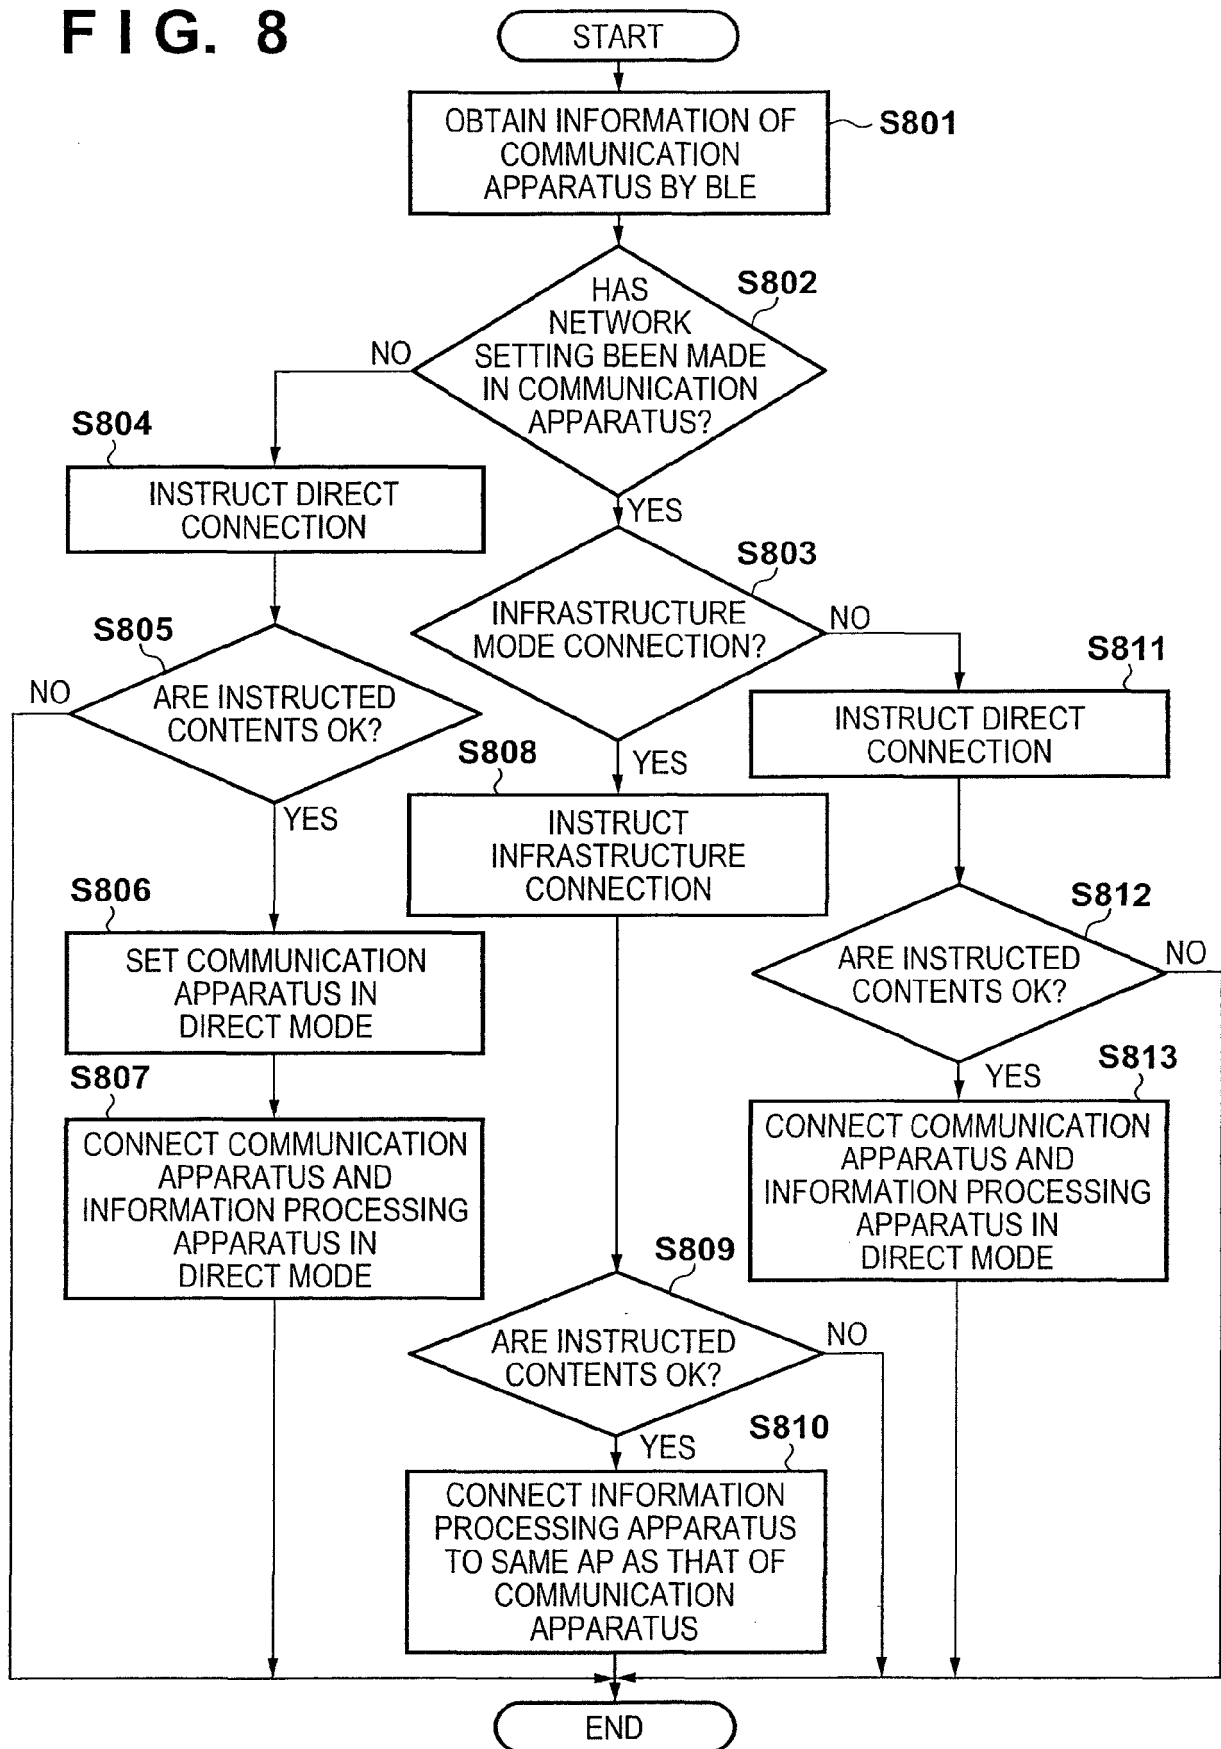 FIG. 8
START
OBTAIN INFORMATION OF
COMMUNICATION
APPARATUS BY BLE
S801
HAS
NETWORK
SETTING BEEN MADE
IN COMMUNICATION
APPARATUS?
S802
NO
YES
S804
INSTRUCT DIRECT
CONNECTION
S803
INFRASTRUCTURE
MODE CONNECTION?
NO
YES
S805
ARE INSTRUCTED
CONTENTS OK?
NO
YES
S811
INSTRUCT DIRECT
CONNECTION
S808
INSTRUCT
INFRASTRUCTURE
CONNECTION
S806
SET COMMUNICATION
APPARATUS IN
DIRECT MODE
S812
ARE INSTRUCTED
CONTENTS OK?
NO
YES
S807
CONNECT COMMUNICATION
APPARATUS AND
INFORMATION PROCESSING
APPARATUS IN
DIRECT MODE
S813
CONNECT COMMUNICATION
APPARATUS AND
INFORMATION PROCESSING
APPARATUS IN
DIRECT MODE
S809
ARE INSTRUCTED
CONTENTS OK?
NO
YES
S810
CONNECT INFORMATION
PROCESSING APPARATUS
TO SAME AP AS THAT OF
COMMUNICATION
APPARATUS
END